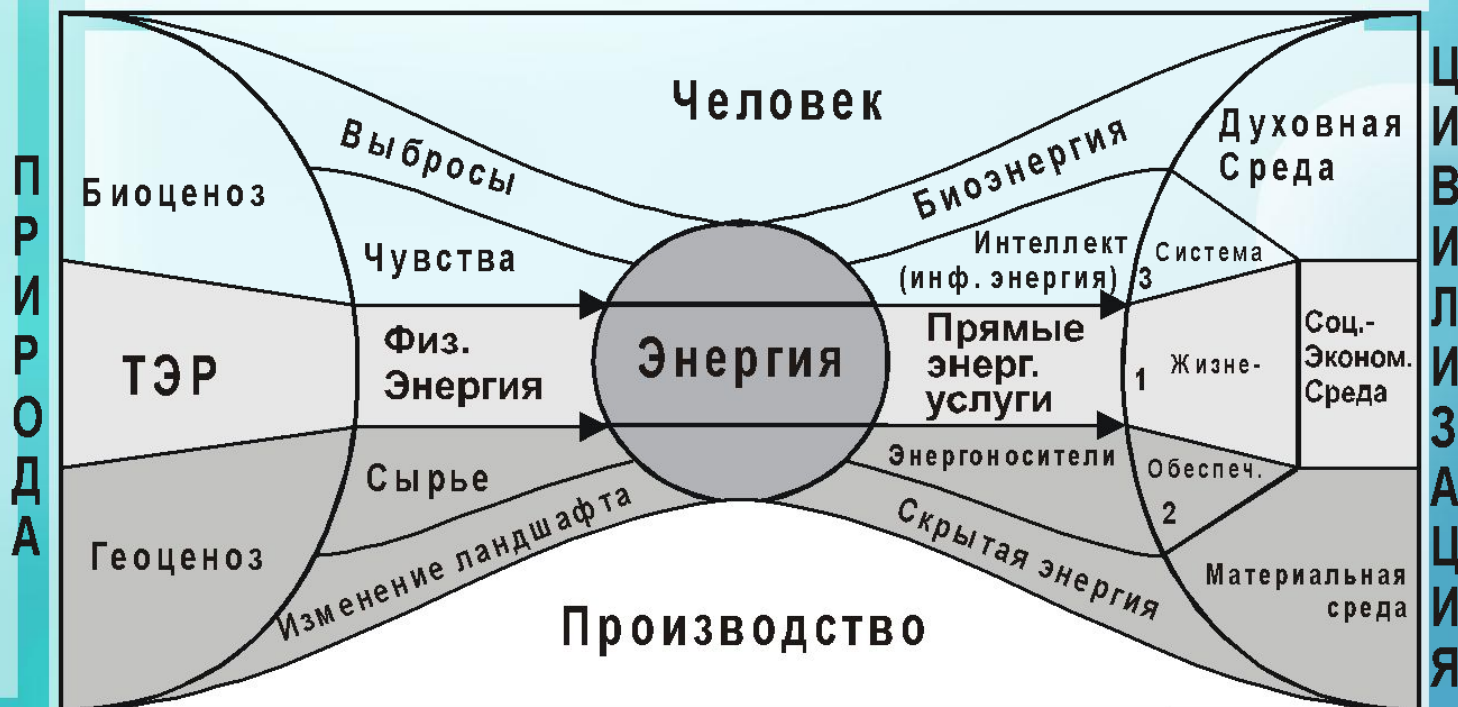 ПРИРОДА
Человек
Выбросы
Биоэнергия
Духовная
Среда
Биоценоз
Чувства
Интеллект
(инф. энергия)
3
Система
ТЭР
Физ.
Энергия
Энергия
Прямые
энерг.
услуги
1
Жизне-
Соц.-
Эконом.
Среда
Сырье
Энергоносители
Обеспеч.
2
Геоценоз
Изменение ландшафта
Скрытая энергия
Материальная
среда
Производство
ЦИВИЛИЗАЦИЯ